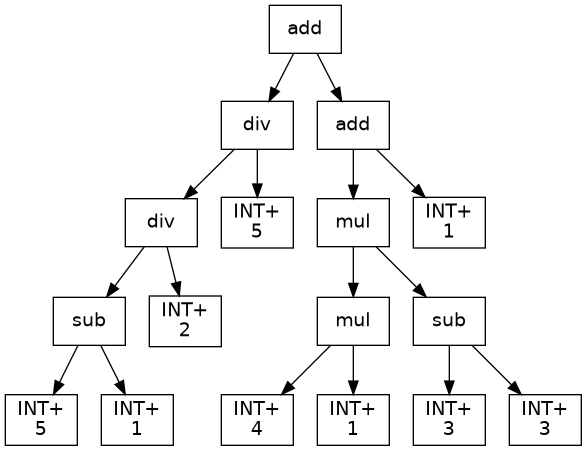 add
div
add
div
INT+
5
mul
INT+
1
sub
INT+
2
mul
sub
INT+
5
INT+
1
INT+
4
INT+
1
INT+
3
INT+
3